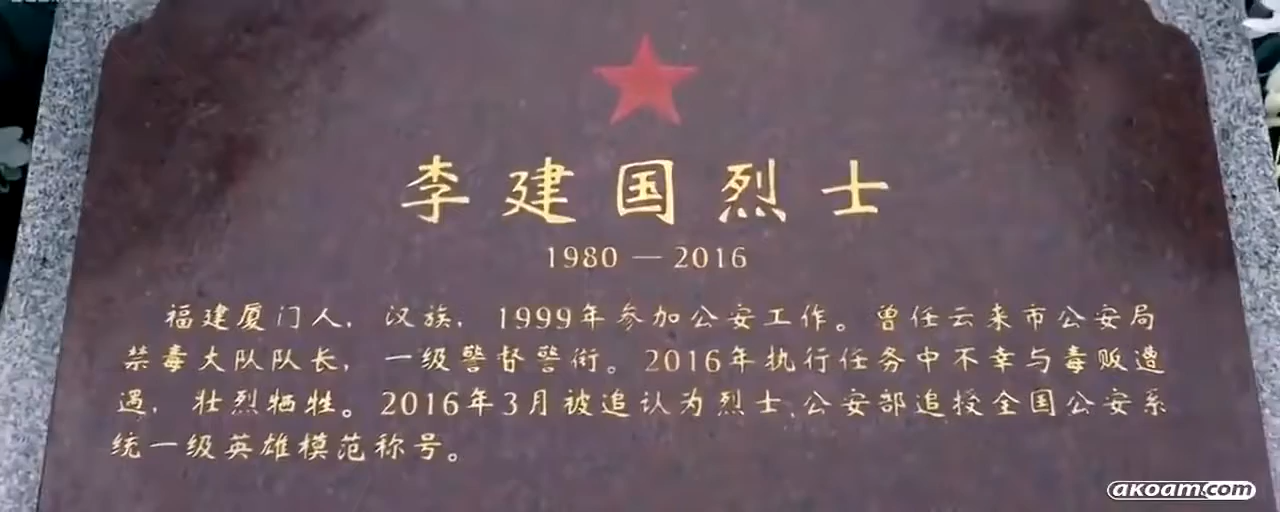 李建国烈士
1980 — 2016
福建厦门人，汉族，1999年参加公安工作。曾任云来市公安局
禁毒大队队长，一级警督警衔。2016年执行任务中不幸与毒贩遭
遇，壮烈牺牲。2016年3月被追认为烈士，公安部追授全国公安系
统一级英雄模范称号。
akoam.com